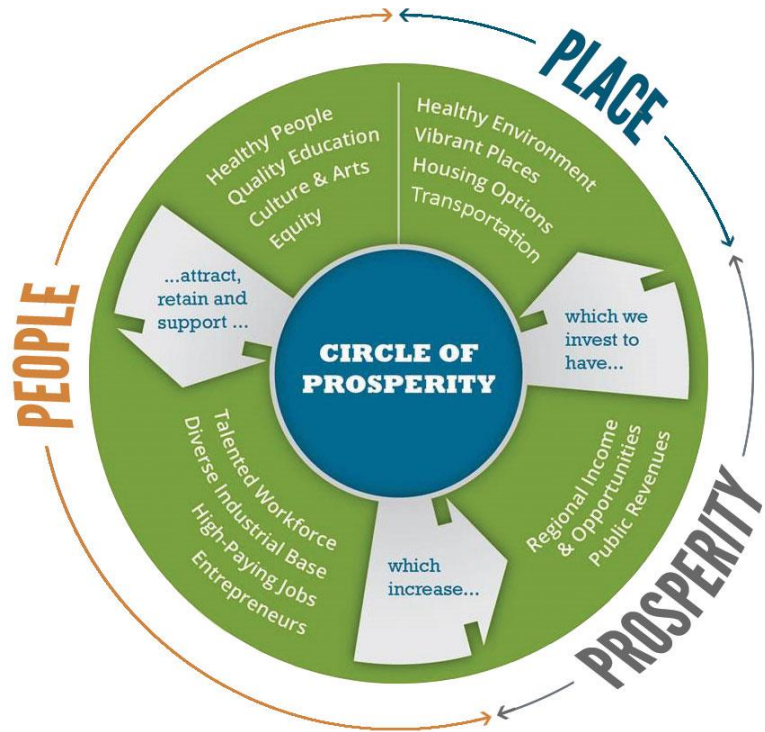 PLACE
Healthy People
Quality Education
Culture & Arts
Equity
Healthy Environment
Vibrant Places
Housing Options
Transportation
...attract,
retain and
support ...
which we
invest to
have...
CIRCLE OF
PROSPERITY
PEOPLE
Talented Workforce
Diverse Industrial Base
High-Paying Jobs
Entrepreneurs
which
increase...
Regional Income
& Opportunities
Public Revenues
PROSPERITY